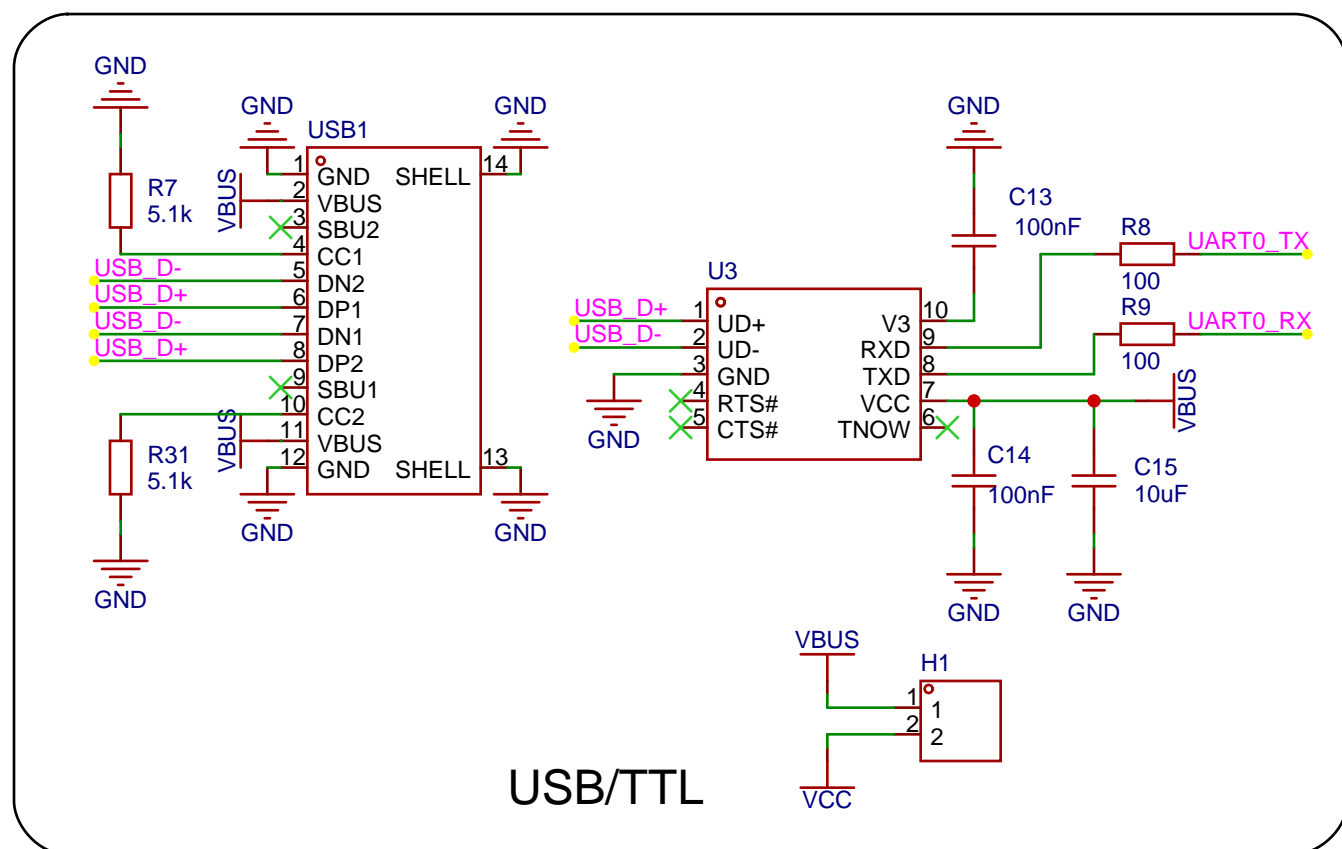 GND
R7
5.1k
GND
USB1
GND
VBUS
1 GND SHELL 14
2 VBUS
3 SBU2
4 CC1
USB_D- 5 DN2
USB_D+ 6 DP1
USB_D- 7 DN1
USB_D+ 8 DP2
9 SBU1
10 CC2
VBUS
11 VBUS
12 GND SHELL 13
R31
5.1k
GND
GND
GND
GND
C13
100nF
U3
R8
100
UART0_TX
R9
100
UART0_RX
USB_D+ 1 UD+ V3 10
USB_D- 2 UD- RXD 9
3 GND TXD 8
4 RTS# VCC 7
5 CTS# TNOW 6
GND
VBUS
C14
100nF
C15
10uF
GND
GND
VBUS
H1
1 1
2 2
VCC
USB/TTL